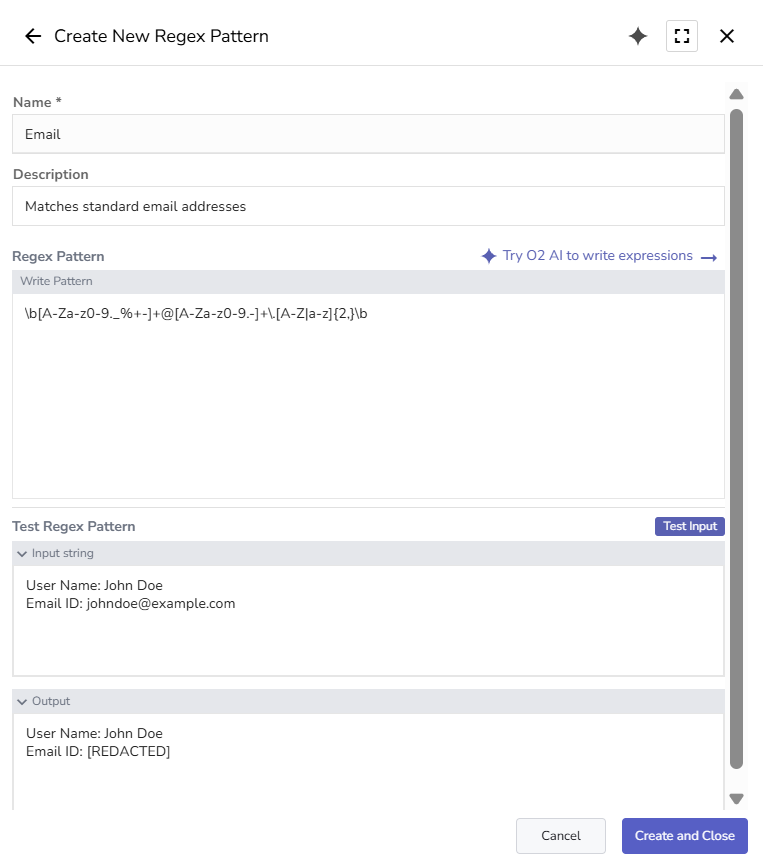 Create New Regex Pattern
Name *
Email
Description
Matches standard email addresses
Regex Pattern
Try O2 AI to write expressions →
Write Pattern
\b[A-Za-z0-9._%+-]+@[A-Za-z0-9.-]+\.[A-Z|a-z]{2,}\b
Test Regex Pattern
Test Input
Input string
User Name: John Doe
Email ID: johndoe@example.com
Output
User Name: John Doe
Email ID: [REDACTED]
Cancel
Create and Close